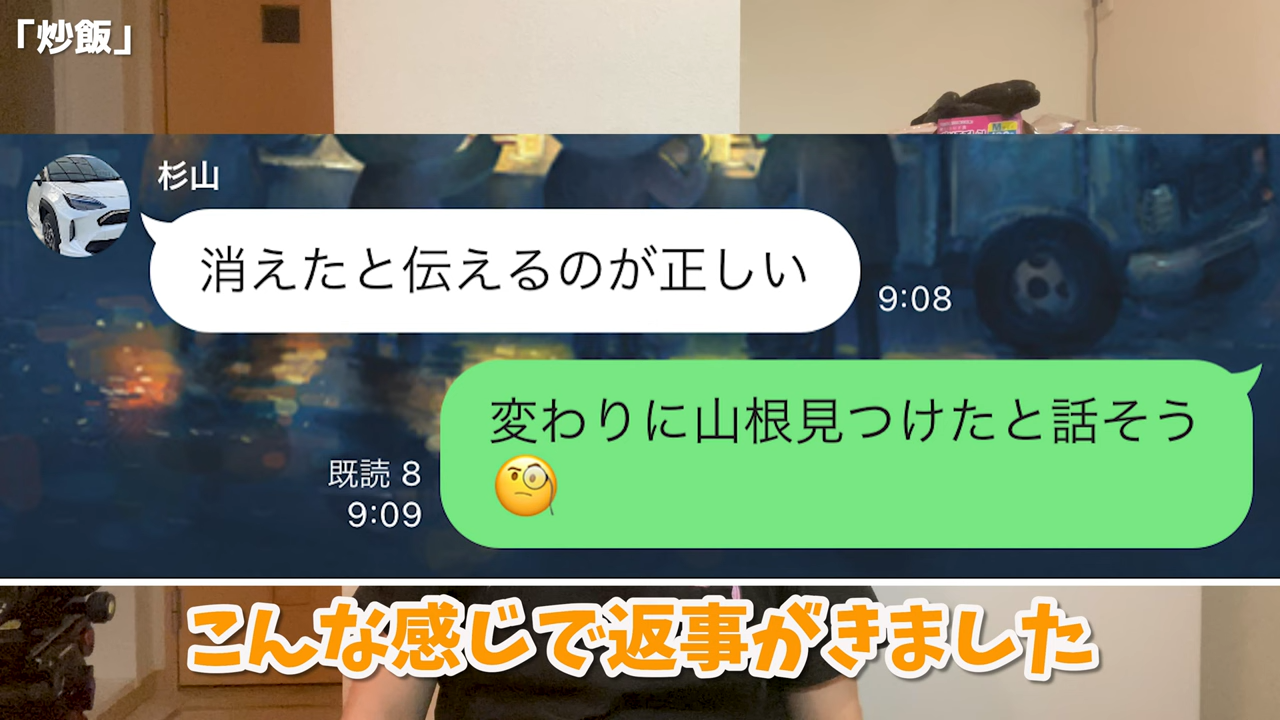 「炒飯」
杉山
消えたと伝えるのが正しい
9:08
変わりに山根見つけたと話そう
🧐
既読 8
9:09
こんな感じで返事がきました